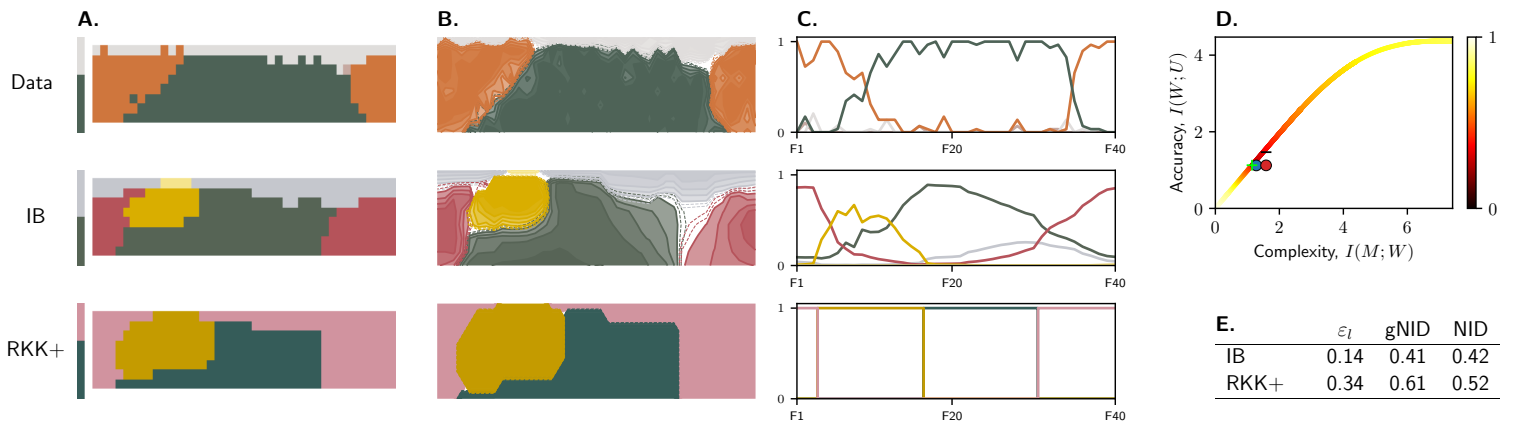 A.
B.
C.
D.
Data
IB
RKK+
1
0
F1
F20
F40
1
0
F1
F20
F40
1
0
F1
F20
F40
Accuracy, I(W; U)
4
2
0
0
2
4
6
Complexity, I(M; W)
1
0
E.
ε_l gNID NID
IB 0.14 0.41 0.42
RKK+ 0.34 0.61 0.52